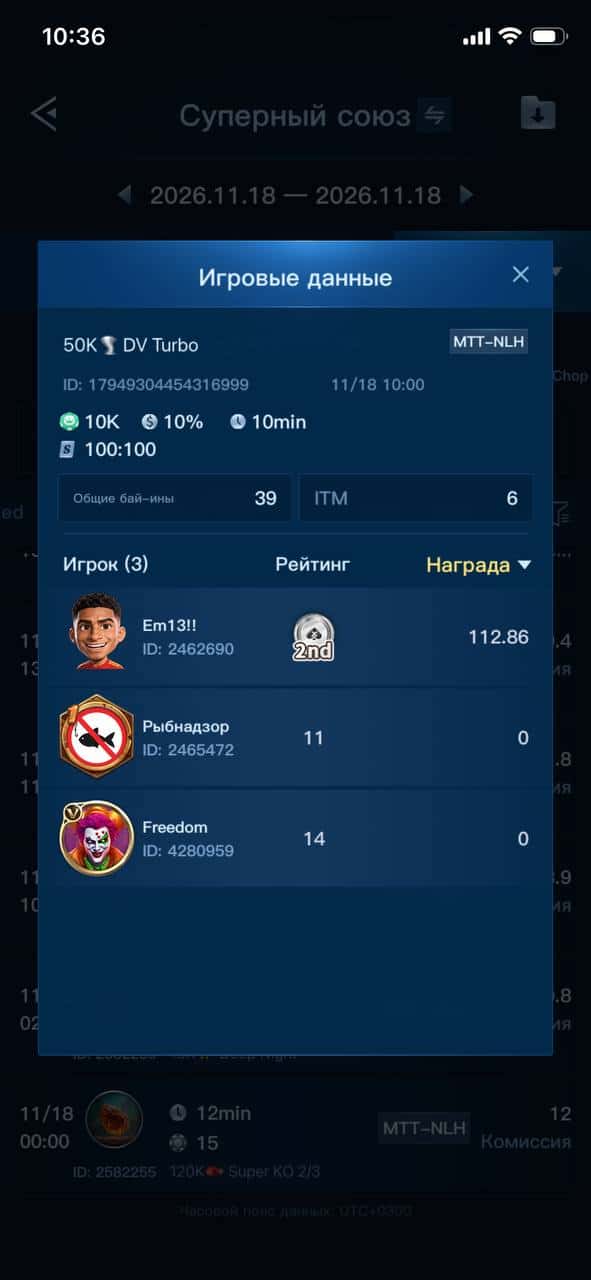 10:36
Суперный союз
2026.11.18 — 2026.11.18
Игровые данные
50K DV Turbo MTT-NLH
ID: 17949304454316999 11/18 10:00
Chop
10K 10% 10min
100:100
Общие бай-ины 39 ITM 6
ed
Игрок (3) Рейтинг Награда
Em13!!
ID: 2462690 2nd 112.86
Рыбнадзор
ID: 2465472 11 0
Freedom
ID: 4280959 14 0
11/18 12min 12
00:00 15 MTT-NLH Комиссия
ID: 2582255 120K Super KO 2/3
Часовой пояс данных: UTC+0300